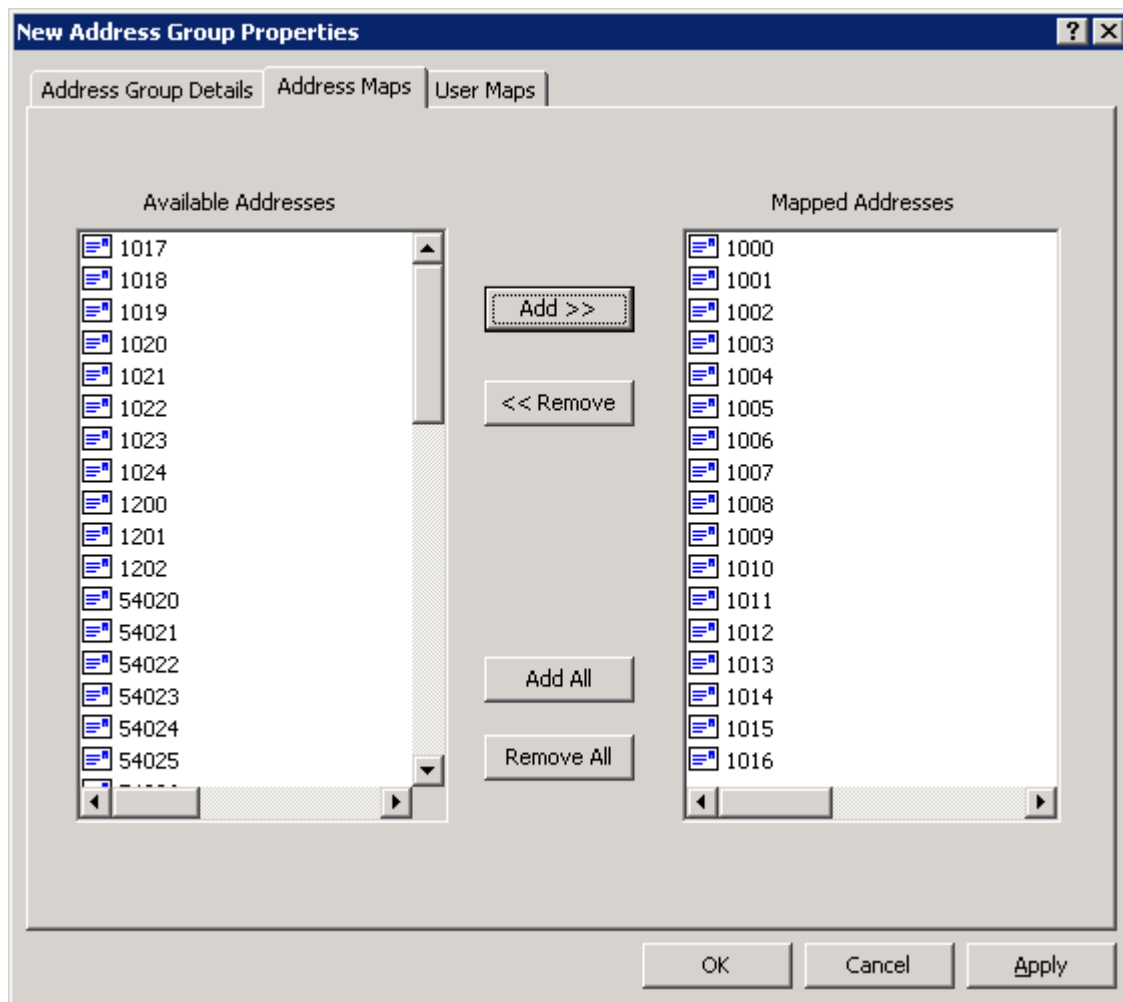 New Address Group Properties
Address Group Details
Address Maps
User Maps
Available Addresses
1017
1018
1019
1020
1021
1022
1023
1024
1200
1201
1202
54020
54021
54022
54023
54024
54025
Add >>
<< Remove
Add All
Remove All
Mapped Addresses
1000
1001
1002
1003
1004
1005
1006
1007
1008
1009
1010
1011
1012
1013
1014
1015
1016
OK
Cancel
Apply